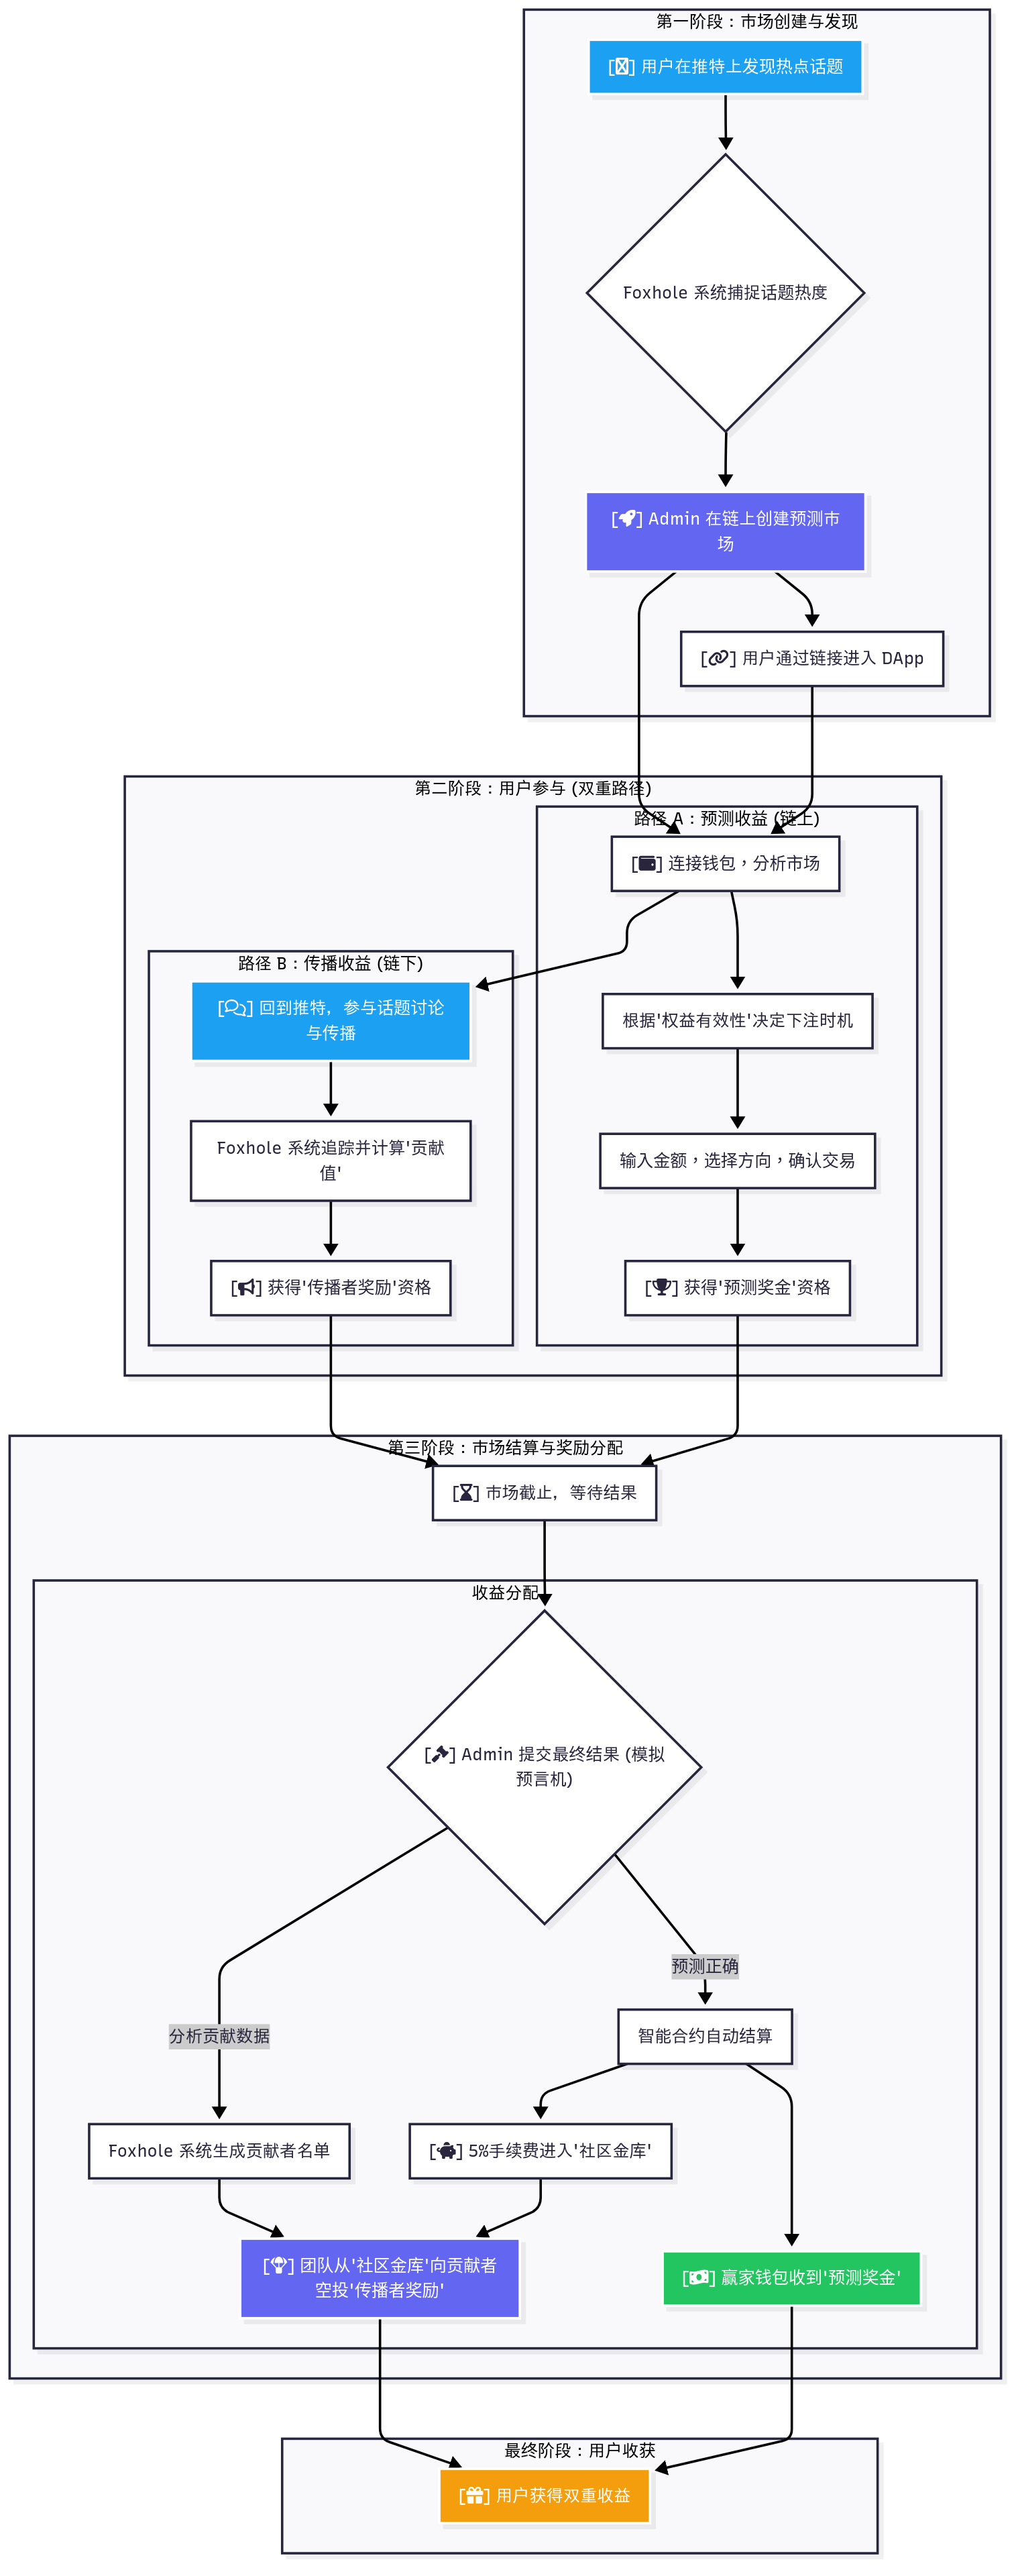 第一阶段：市场创建与发现
[] 用户在推特上发现热点话题
Foxhole 系统捕捉话题热度
[] Admin 在链上创建预测市
场
[] 用户通过链接进入 DApp
第二阶段：用户参与 (双重路径)
路径 A：预测收益 (链上)
[] 连接钱包，分析市场
路径 B：传播收益 (链下)
[] 回到推特，参与话题讨论
与传播
根据'权益有效性'决定下注时机
Foxhole 系统追踪并计算'贡献
值'
输入金额，选择方向，确认交易
[] 获得'传播者奖励'资格
[] 获得'预测奖金'资格
第三阶段：市场结算与奖励分配
[] 市场截止，等待结果
收益分配
[] Admin 提交最终结果 (模拟
预言机)
预测正确
分析贡献数据
智能合约自动结算
Foxhole 系统生成贡献者名单
[] 5%手续费进入'社区金库'
[] 团队从'社区金库'向贡献者
空投'传播者奖励'
[] 赢家钱包收到'预测奖金'
最终阶段：用户收获
[] 用户获得双重收益